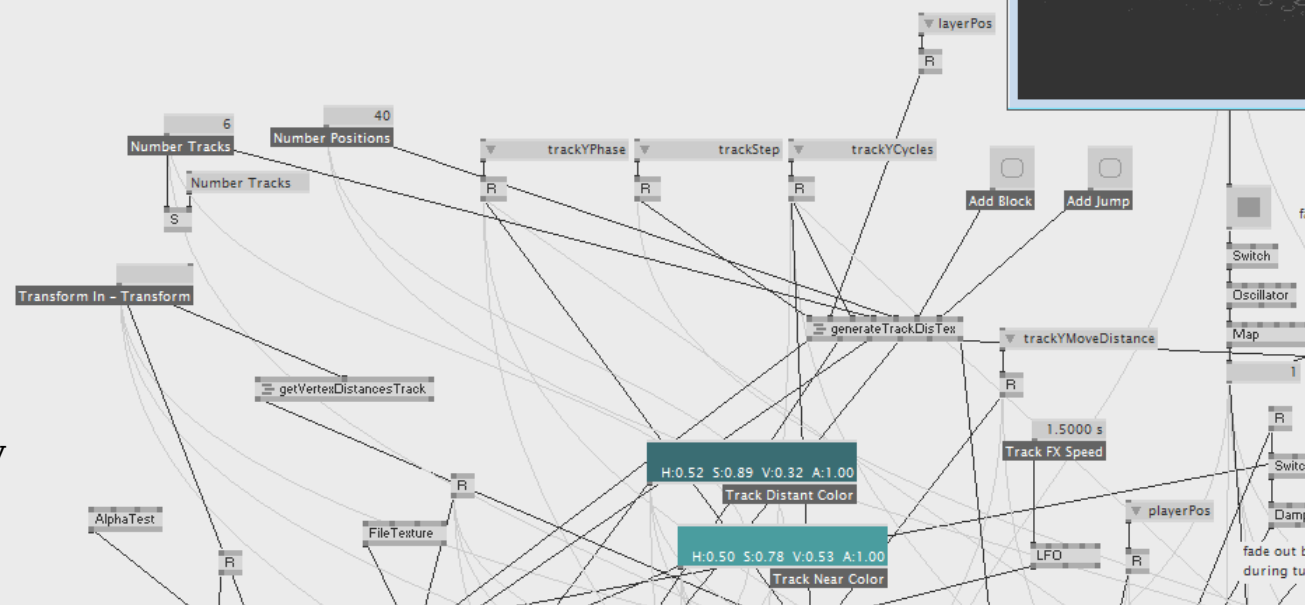 layerPos
R
6
Number Tracks
40
Number Positions
trackYPhase
trackStep
trackYCycles
Number Tracks
R
R
R
Add Block
Add Jump
S
Switch
Transform In - Transform
Oscillator
generateTrackDisTex
trackYMoveDistance
Map
1
getVertexDistancesTrack
R
R
1.5000 s
Track FX Speed
H:0.52 S:0.89 V:0.32 A:1.00
Track Distant Color
R
playerPos
AlphaTest
FileTexture
H:0.50 S:0.78 V:0.53 A:1.00
Track Near Color
LFO
R
R
fade out
during